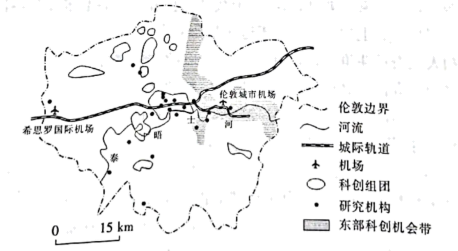 伦敦城市机场
希思罗国际机场
泰
晤
士
河
伦敦边界
河流
城际轨道
机场
科创组团
研究机构
东部科创机会带
0 15 km